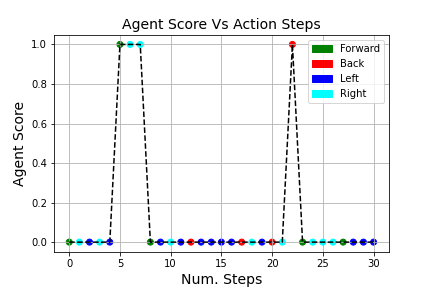 Agent Score Vs Action Steps
Agent Score
1.0
0.8
0.6
0.4
0.2
0.0
Forward
Back
Left
Right
0 5 10 15 20 25 30
Num. Steps